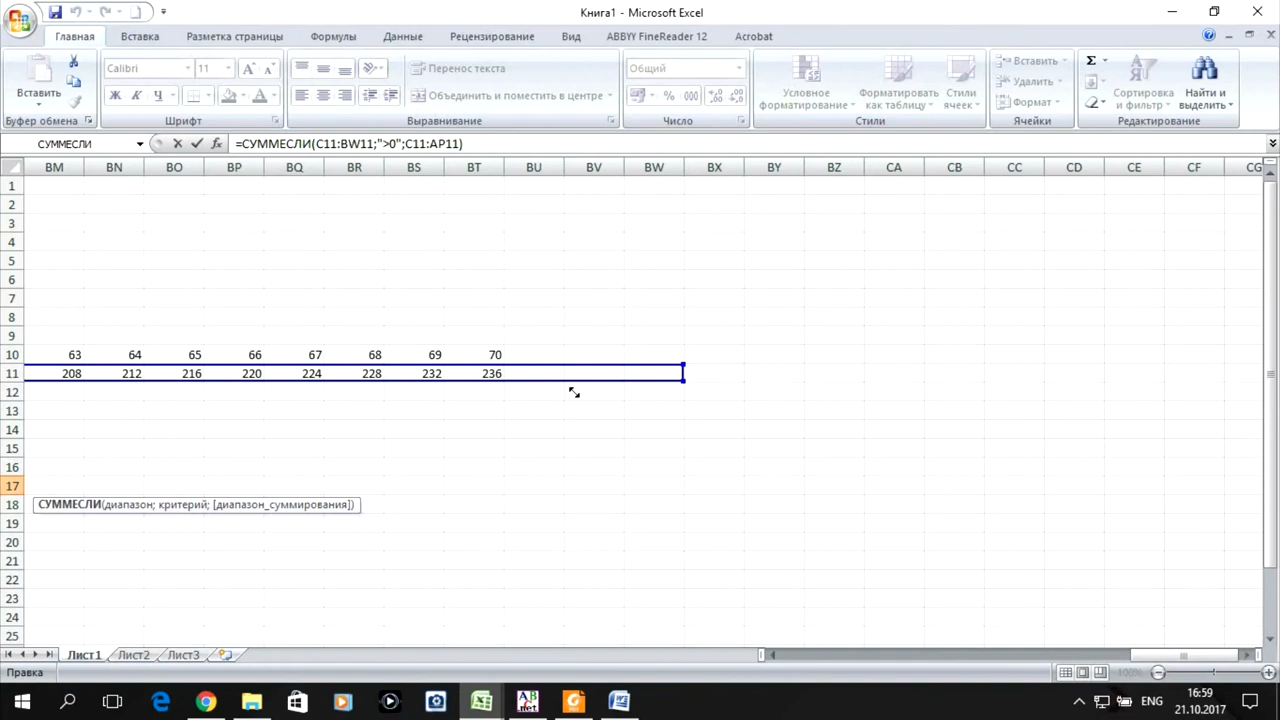 Книга1 - Microsoft Excel
Главная Вставка Разметка страницы Формулы Данные Рецензирование Вид ABBYY FineReader 12 Acrobat
Вставить
Calibri 11
Ж К Ч
Перенос текста
Объединить и поместить в центре
Общий
% 000
Условное форматирование
Форматировать как таблицу
Стили ячеек
Вставить
Удалить
Формат
Σ
Сортировка и фильтр
Найти и выделить
Буфер обмена Шрифт Выравнивание Число Стили Ячейки Редактирование
СУММЕСЛИ fx =СУММЕСЛИ(C11:BW11;">0";C11:AP11)
BM BN BO BP BQ BR BS BT BU BV BW BX BY BZ CA CB CC CD CE CF CG
1
2
3
4
5
6
7
8
9
10 63 64 65 66 67 68 69 70
11 208 212 216 220 224 228 232 236
12
13
14
15
16
17
18 СУММЕСЛИ(диапазон; критерий; [диапазон_суммирования])
19
20
21
22
23
24
25
Лист1 Лист2 Лист3
Правка 100%
ENG 16:59
21.10.2017